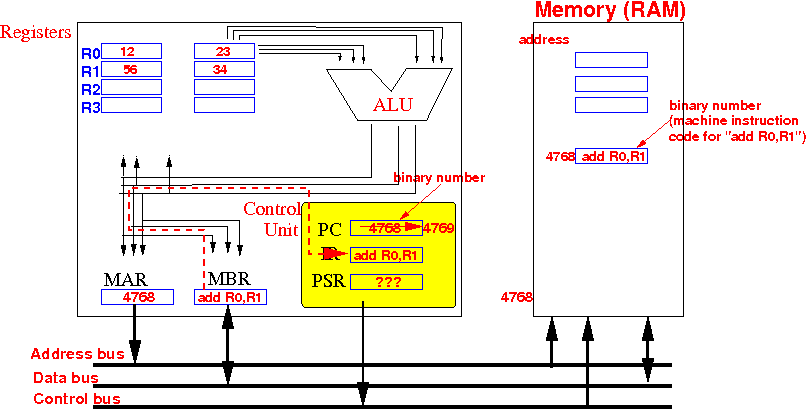 Memory (RAM)
Registers
address
R0 12 23
R1 56 34
R2
R3
ALU
binary number
(machine instruction
code for "add R0,R1")
4768 add R0,R1
binary number
Control
Unit
PC 4768 4769
IR add R0,R1
PSR ???
MAR MBR
4768 add R0,R1
4768
Address bus
Data bus
Control bus